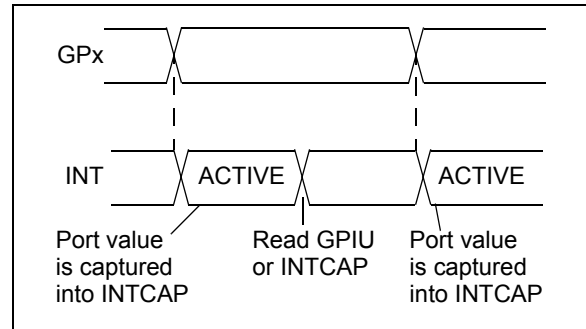 GPx
INT
ACTIVE
ACTIVE
Port value
is captured
into INTCAP
Read GPIU
or INTCAP
Port value
is captured
into INTCAP